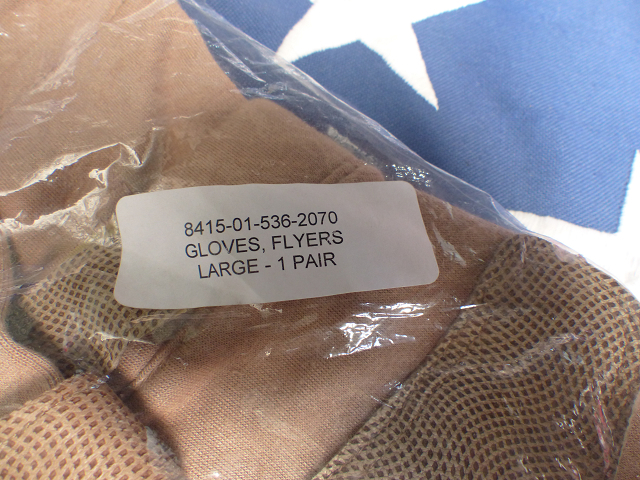 8415-01-536-2070
GLOVES, FLYERS
LARGE - 1 PAIR